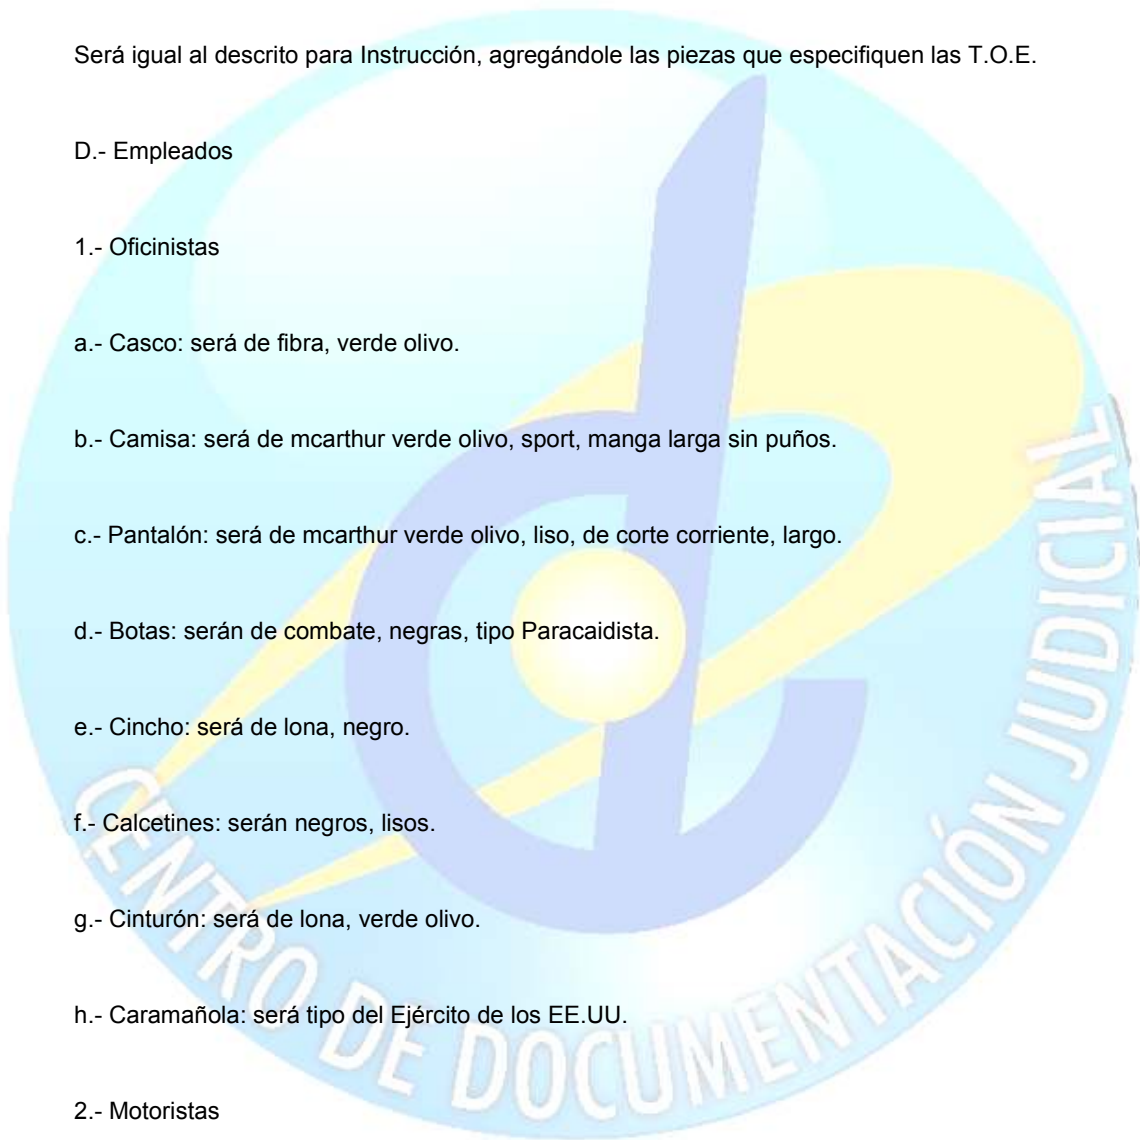 Será igual al descrito para Instrucción, agregándole las piezas que especifiquen las T.O.E.
D.- Empleados
1.- Oficinistas
a.- Casco: será de fibra, verde olivo.
b.- Camisa: será de mcarthur verde olivo, sport, manga larga sin puños.
c.- Pantalón: será de mcarthur verde olivo, liso, de corte corriente, largo.
d.- Botas: serán de combate, negras, tipo Paracaidista.
e.- Cincho: será de lona, negro.
f.- Calcetines: serán negros, lisos.
g.- Cinturón: será de lona, verde olivo.
h.- Caramañola: será tipo del Ejército de los EE.UU.
2.- Motoristas
CENTRO DE DOCUMENTACIÓN JUDICIAL